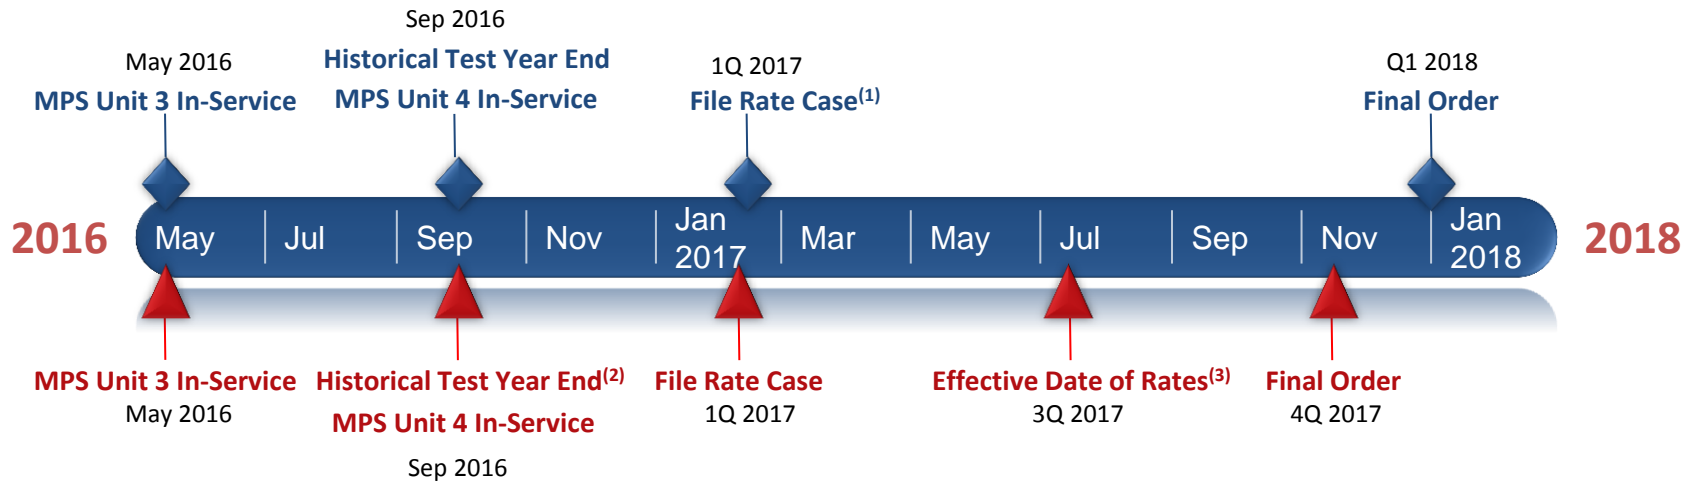 Sep 2016
May 2016
Historical Test Year End
1Q 2017
Q1 2018
MPS Unit 3 In-Service
MPS Unit 4 In-Service
File Rate Case(1)
Final Order
2016
May
Jul
Sep
Nov
Jan
2017
Mar
May
Jul
Sep
Nov
Jan
2018
2018
MPS Unit 3 In-Service
Historical Test Year End(2)
File Rate Case
Effective Date of Rates(3)
Final Order
May 2016
MPS Unit 4 In-Service
1Q 2017
3Q 2017
4Q 2017
Sep 2016